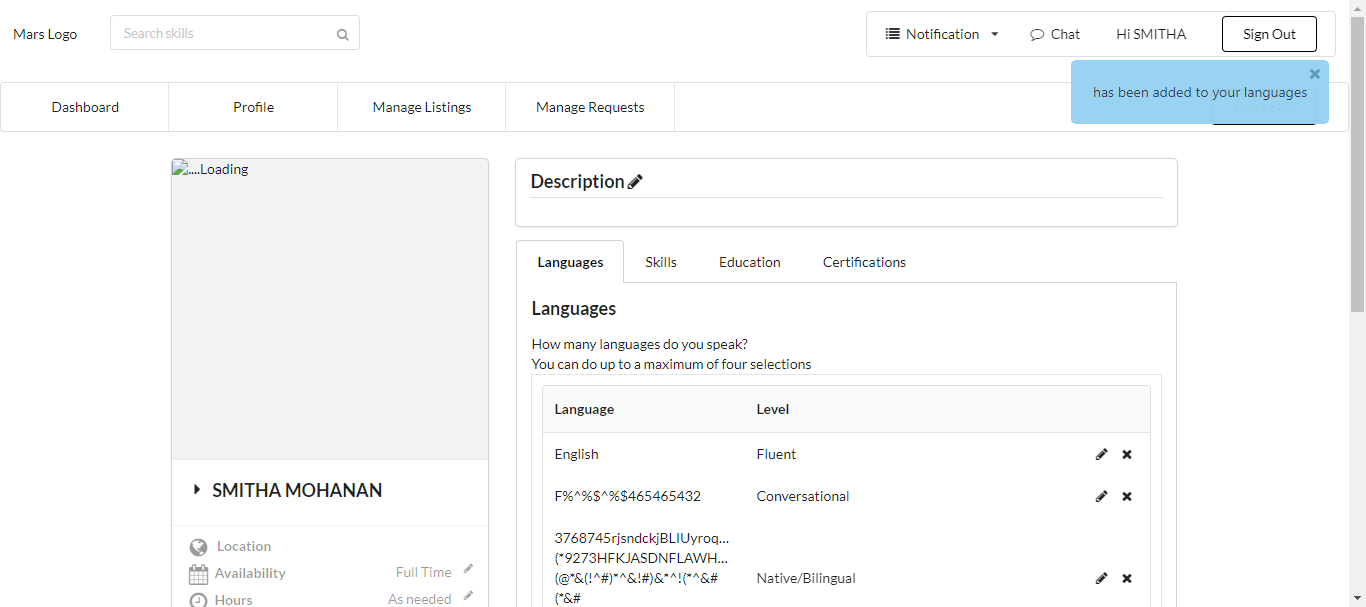 Mars Logo
Search skills
Notification
Chat
Hi SMITHA
Sign Out
has been added to your languages
Dashboard
Profile
Manage Listings
Manage Requests
....Loading
Description
Languages
Skills
Education
Certifications
Languages
How many languages do you speak?
You can do up to a maximum of four selections
Language Level
English Fluent
F%^%$^%$465465432 Conversational
3768745rjsndckjBLIUyroq...
(*9273HFKJASDNFLAWH...
(@*&(!^#)*^&!#)&*^!(*^&# Native/Bilingual
(*&#
SMITHA MOHANAN
Location
Availability Full Time
Hours As needed